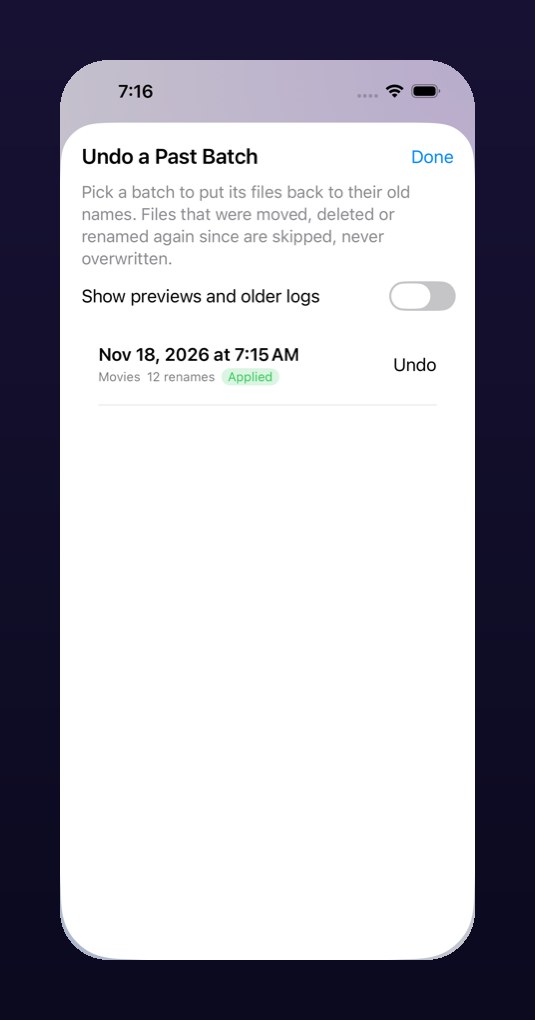 7:16
Undo a Past Batch
Done
Pick a batch to put its files back to their old
names. Files that were moved, deleted or
renamed again since are skipped, never
overwritten.
Show previews and older logs
Nov 18, 2026 at 7:15 AM
Movies 12 renames Applied
Undo